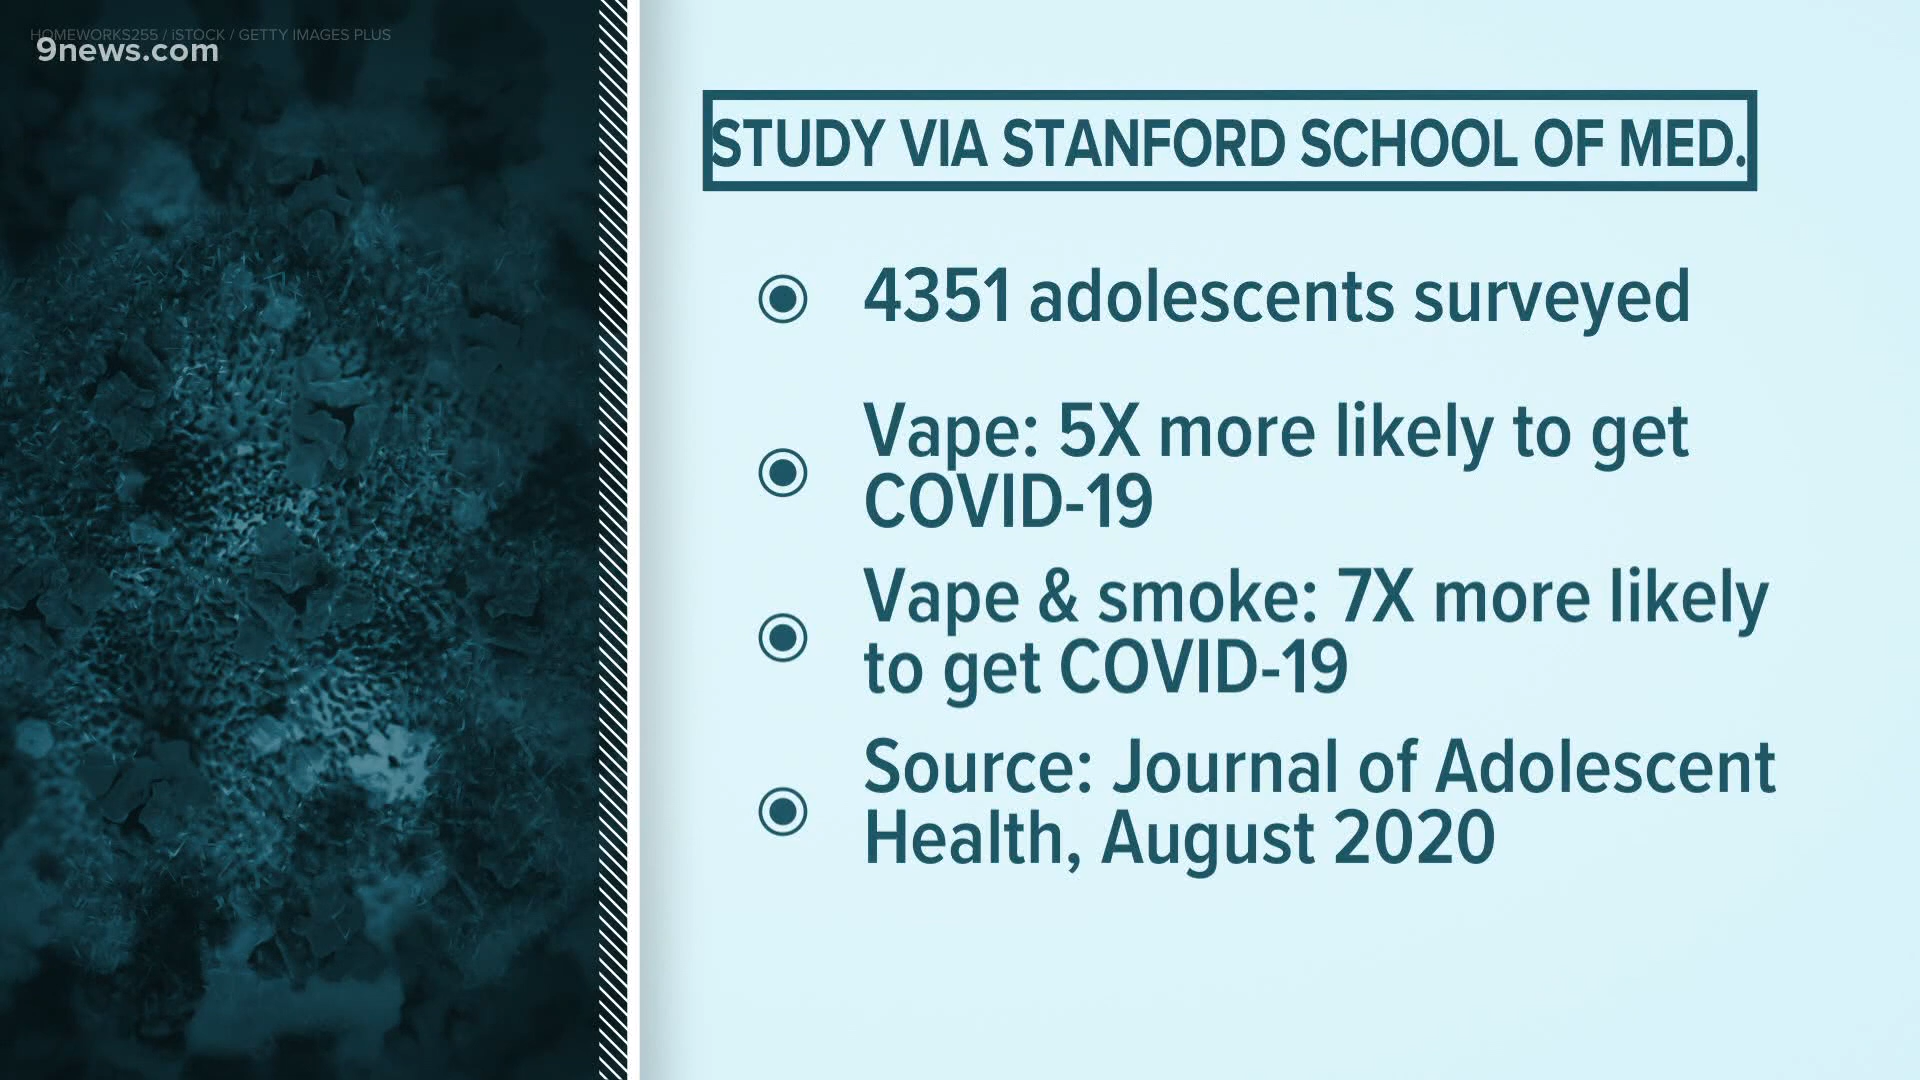 HOMEWORKS255 / iSTOCK / GETTY IMAGES PLUS
9news.com
STUDY VIA STANFORD SCHOOL OF MED.
4351 adolescents surveyed
Vape: 5X more likely to get
COVID-19
Vape & smoke: 7X more likely
to get COVID-19
Source: Journal of Adolescent
Health, August 2020